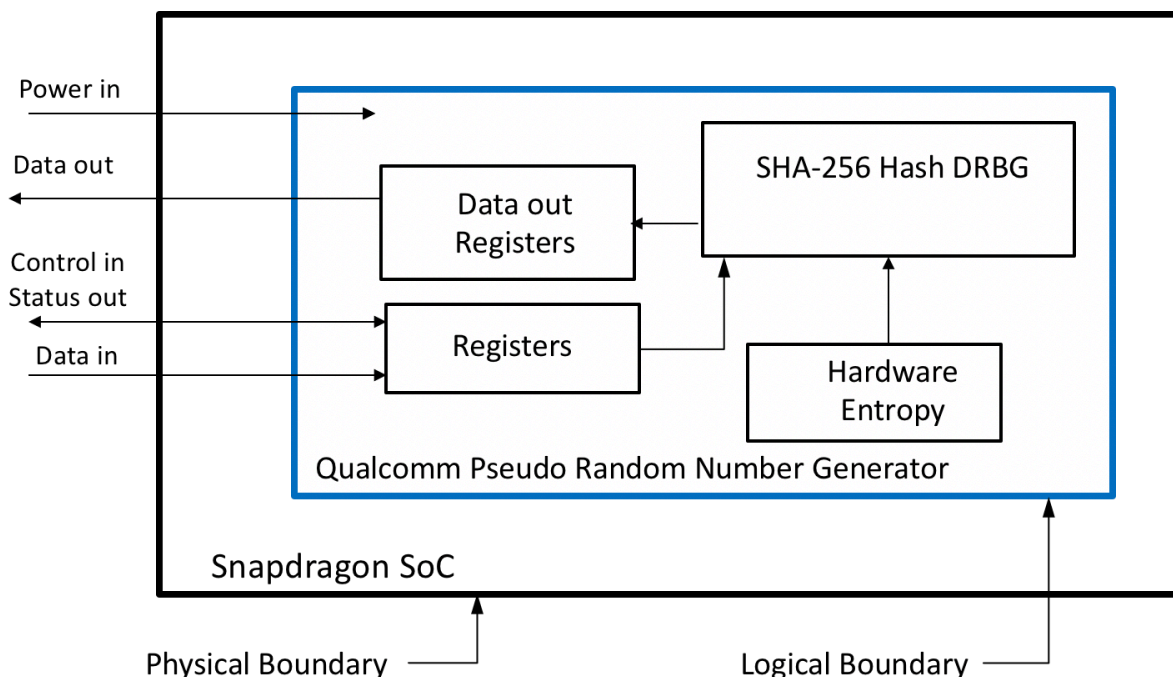 Power in
Data out
Control in
Status out
Data in
SHA-256 Hash DRBG
Data out
Registers
Registers
Hardware
Entropy
Qualcomm Pseudo Random Number Generator
Snapdragon SoC
Physical Boundary
Logical Boundary